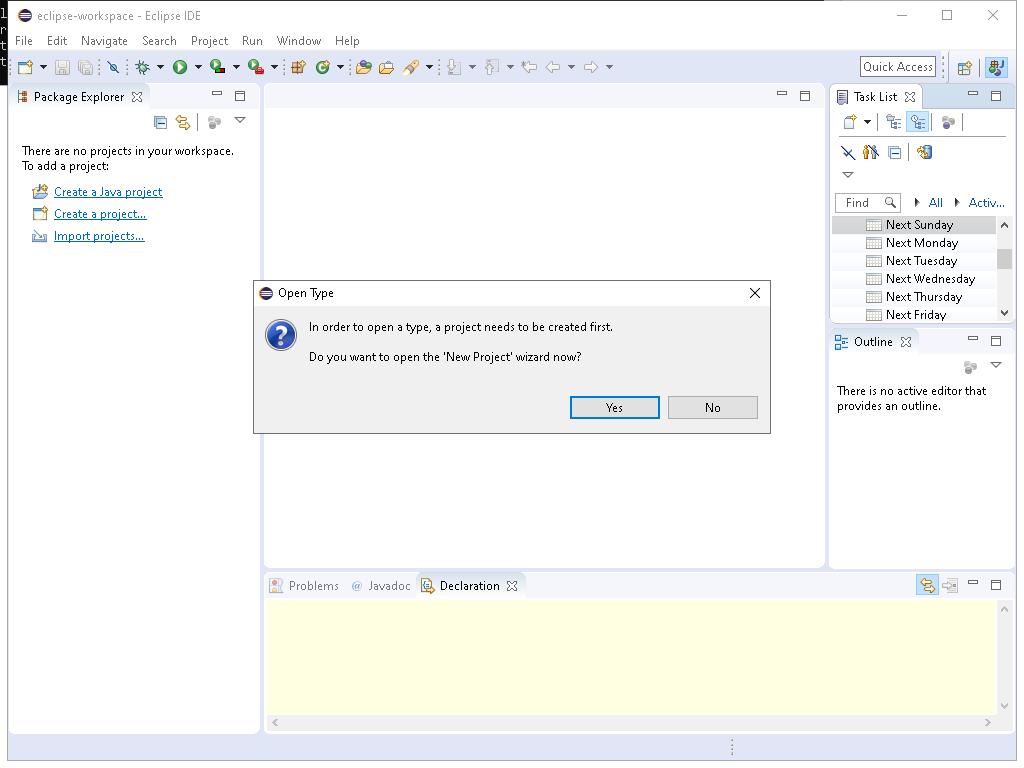 eclipse-workspace - Eclipse IDE
File Edit Navigate Search Project Run Window Help
Quick Access
Package Explorer
There are no projects in your workspace.
To add a project:
Create a Java project
Create a project...
Import projects...
Task List
Find All Activ...
Next Sunday
Next Monday
Next Tuesday
Next Wednesday
Next Thursday
Next Friday
Outline
There is no active editor that
provides an outline.
Open Type
In order to open a type, a project needs to be created first.
Do you want to open the 'New Project' wizard now?
Yes No
Problems @ Javadoc Declaration